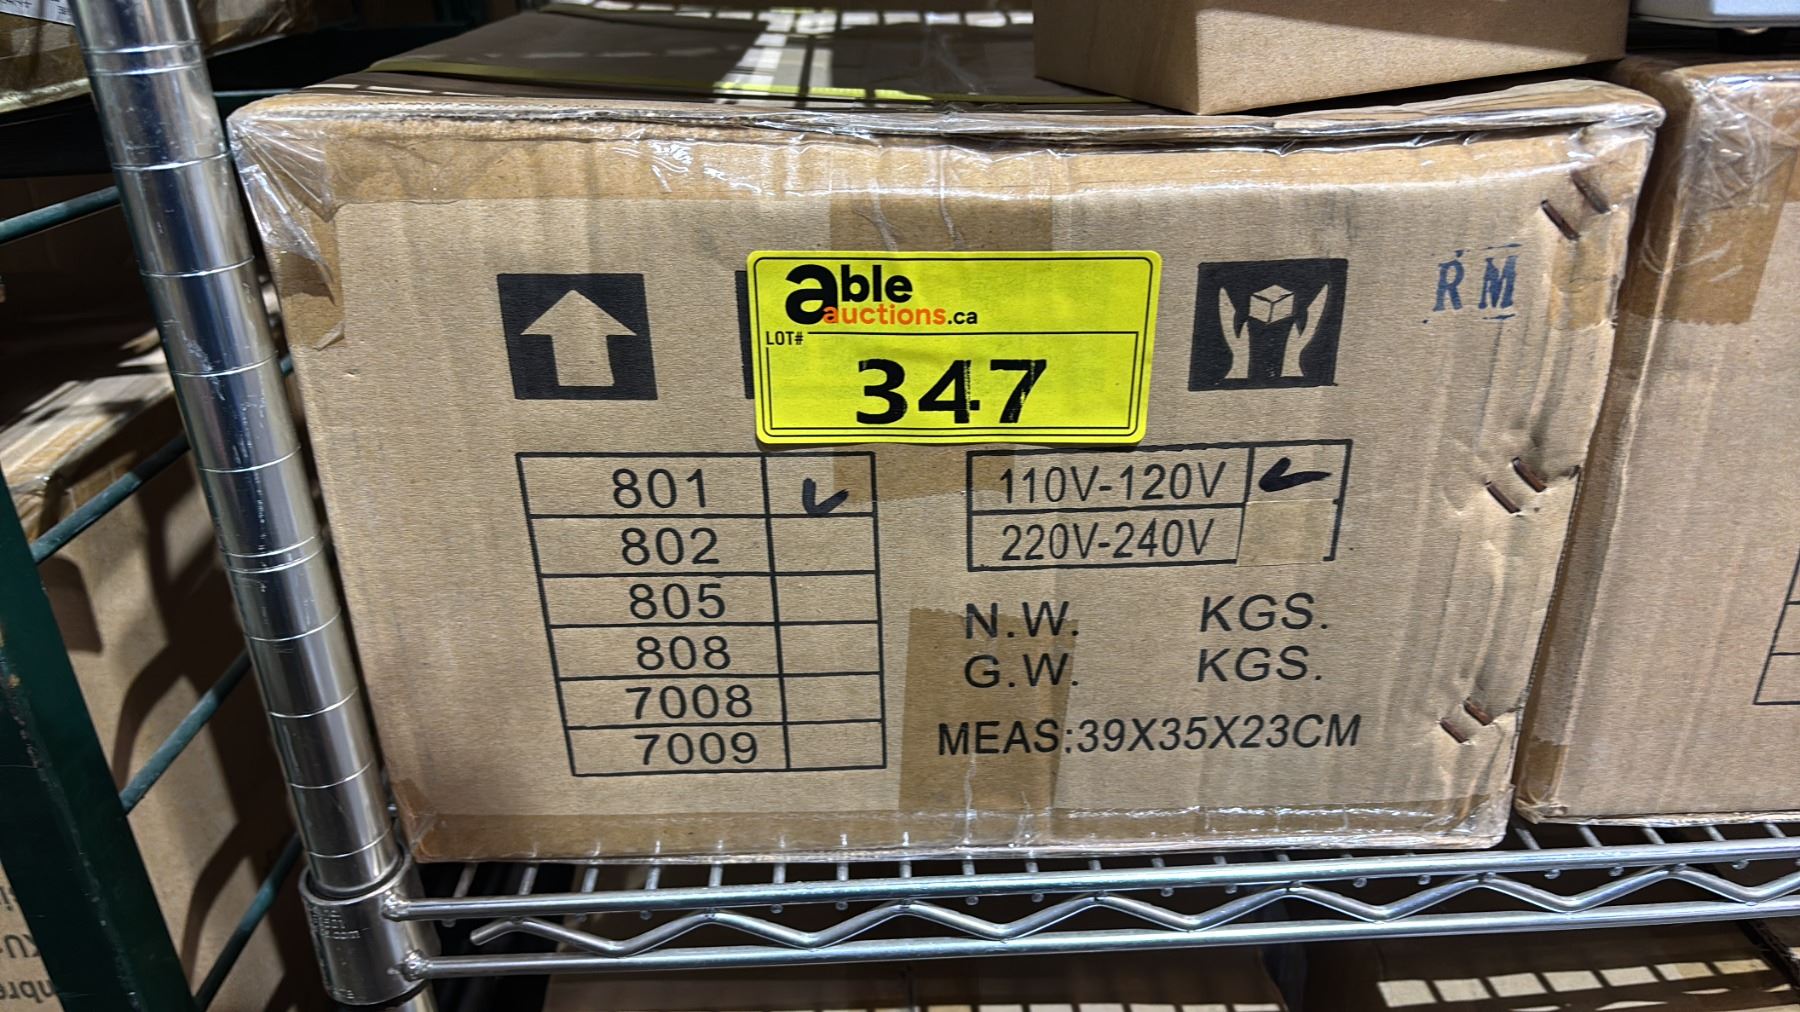 able
auctions.ca
LOT#
347
R M
801
802
805
808
7008
7009
110V-120V
220V-240V
N.W. KGS.
G.W. KGS.
MEAS:39X35X23CM